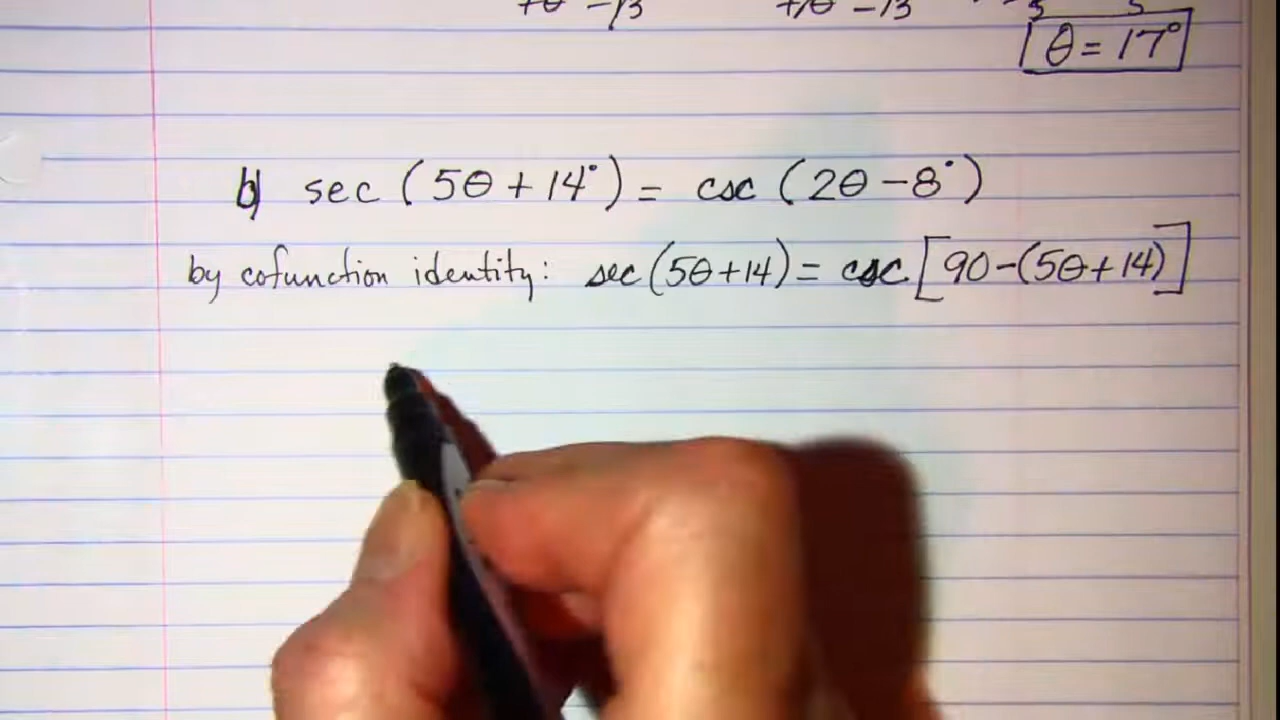 θ = 17°
b) sec (5θ + 14°) = csc (2θ - 8°)
by cofunction identity: sec(5θ+14) = csc[90-(5θ+14)]